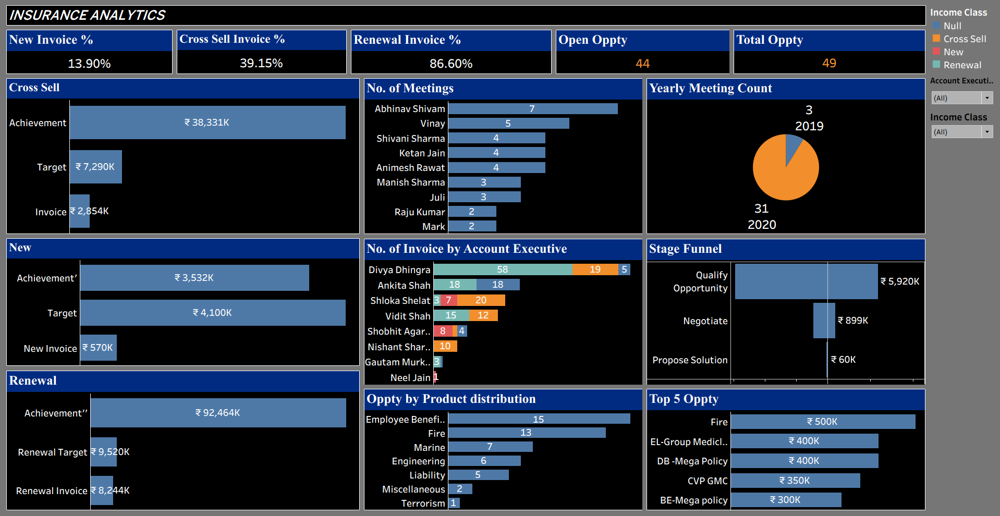 INSURANCE ANALYTICS
New Invoice %
13.90%
Cross Sell Invoice %
39.15%
Renewal Invoice %
86.60%
Open Oppty
44
Total Oppty
49
Income Class
Null
Cross Sell
New
Renewal
Account Executi..
(All)
Income Class
(All)
Cross Sell
Achievement ₹ 38,331K
Target ₹ 7,290K
Invoice ₹ 2,854K
No. of Meetings
Abhinav Shivam 7
Vinay 5
Shivani Sharma 4
Ketan Jain 4
Animesh Rawat 4
Manish Sharma 3
Juli 3
Raju Kumar 2
Mark 2
Yearly Meeting Count
3
2019
31
2020
New
Achievement’ ₹ 3,532K
Target ₹ 4,100K
New Invoice ₹ 570K
No. of Invoice by Account Executive
Divya Dhingra 58 19 5
Ankita Shah 18 18
Shloka Shelat 3 7 20
Vidit Shah 15 12
Shobhit Agar.. 8 4
Nishant Shar.. 10
Gautam Murk.. 3
Neel Jain 1
Stage Funnel
Qualify
Opportunity ₹ 5,920K
Negotiate ₹ 899K
Propose Solution ₹ 60K
Renewal
Achievement’’ ₹ 92,464K
Renewal Target ₹ 9,520K
Renewal Invoice ₹ 8,244K
Oppty by Product distribution
Employee Benefi.. 15
Fire 13
Marine 7
Engineering 6
Liability 5
Miscellaneous 2
Terrorism 1
Top 5 Oppty
Fire ₹ 500K
EL-Group Medicl.. ₹ 400K
DB -Mega Policy ₹ 400K
CVP GMC ₹ 350K
BE-Mega policy ₹ 300K